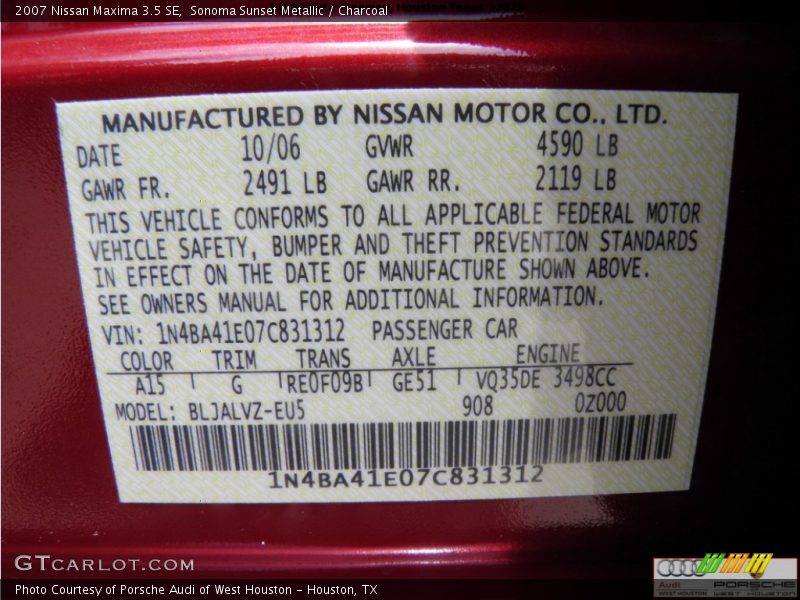 2007 Nissan Maxima 3.5 SE, Sonoma Sunset Metallic / Charcoal
MANUFACTURED BY NISSAN MOTOR CO., LTD.
DATE 10/06 GVWR 4590 LB
GAWR FR. 2491 LB GAWR RR. 2119 LB
THIS VEHICLE CONFORMS TO ALL APPLICABLE FEDERAL MOTOR
VEHICLE SAFETY, BUMPER AND THEFT PREVENTION STANDARDS
IN EFFECT ON THE DATE OF MANUFACTURE SHOWN ABOVE.
SEE OWNERS MANUAL FOR ADDITIONAL INFORMATION.
VIN: 1N4BA41E07C831312 PASSENGER CAR
COLOR TRIM TRANS AXLE ENGINE
A15 G RE0F09B GE51 VQ35DE 3498CC
MODEL: BLJALVZ-EU5 908 0Z000
1N4BA41E07C831312
GTCARLOT.COM
Photo Courtesy of Porsche Audi of West Houston - Houston, TX
Audi PORSCHE
WEST HOUSTON WEST HOUSTON